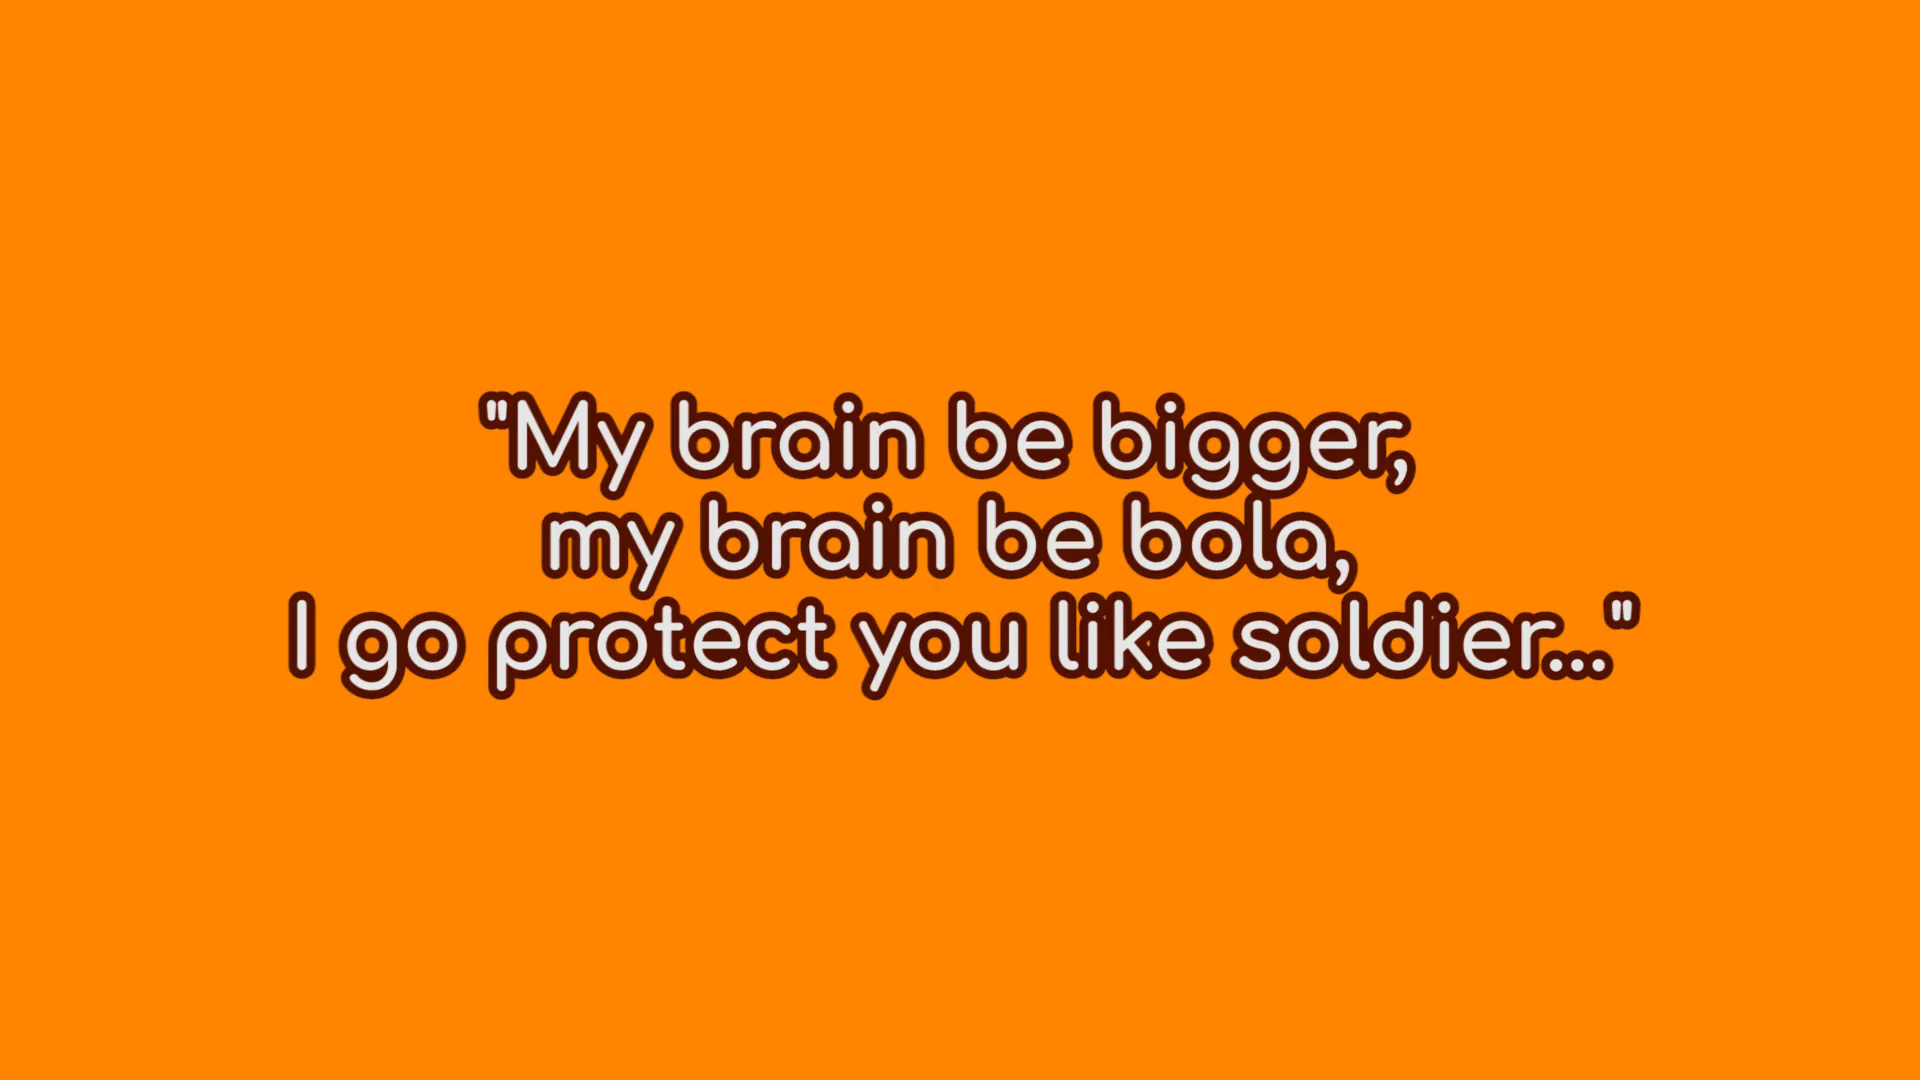 "My brain be bigger,
my brain be bola,
I go protect you like soldier..."